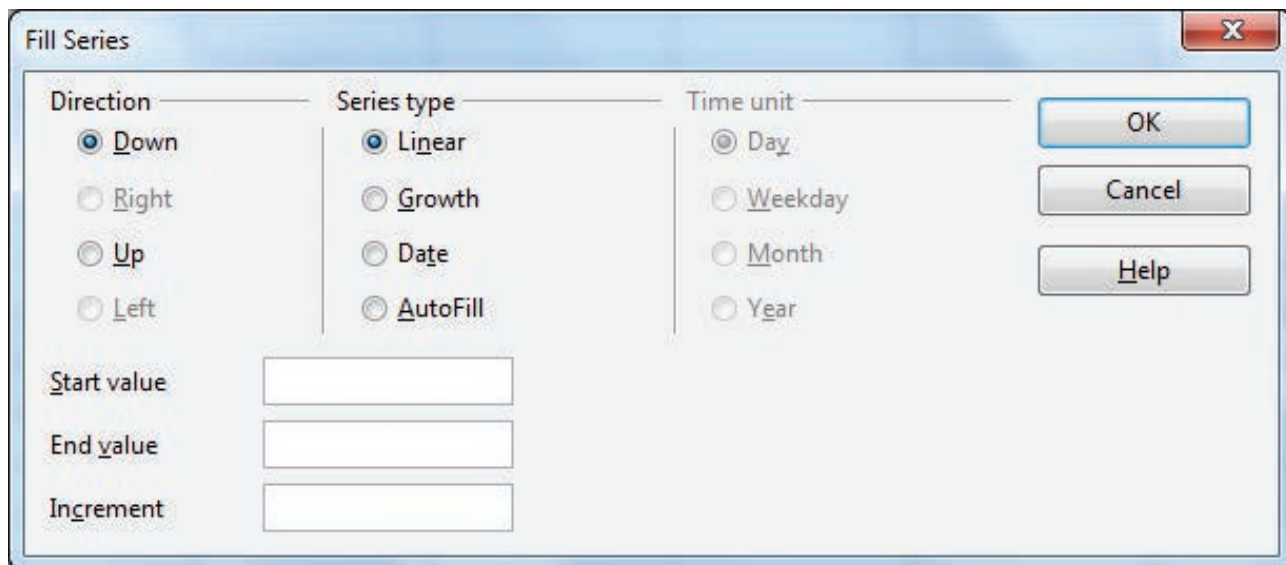 Fill Series
Direction
Down
Right
Up
Left
Series type
Linear
Growth
Date
AutoFill
Time unit
Day
Weekday
Month
Year
OK
Cancel
Help
Start value
End value
Increment